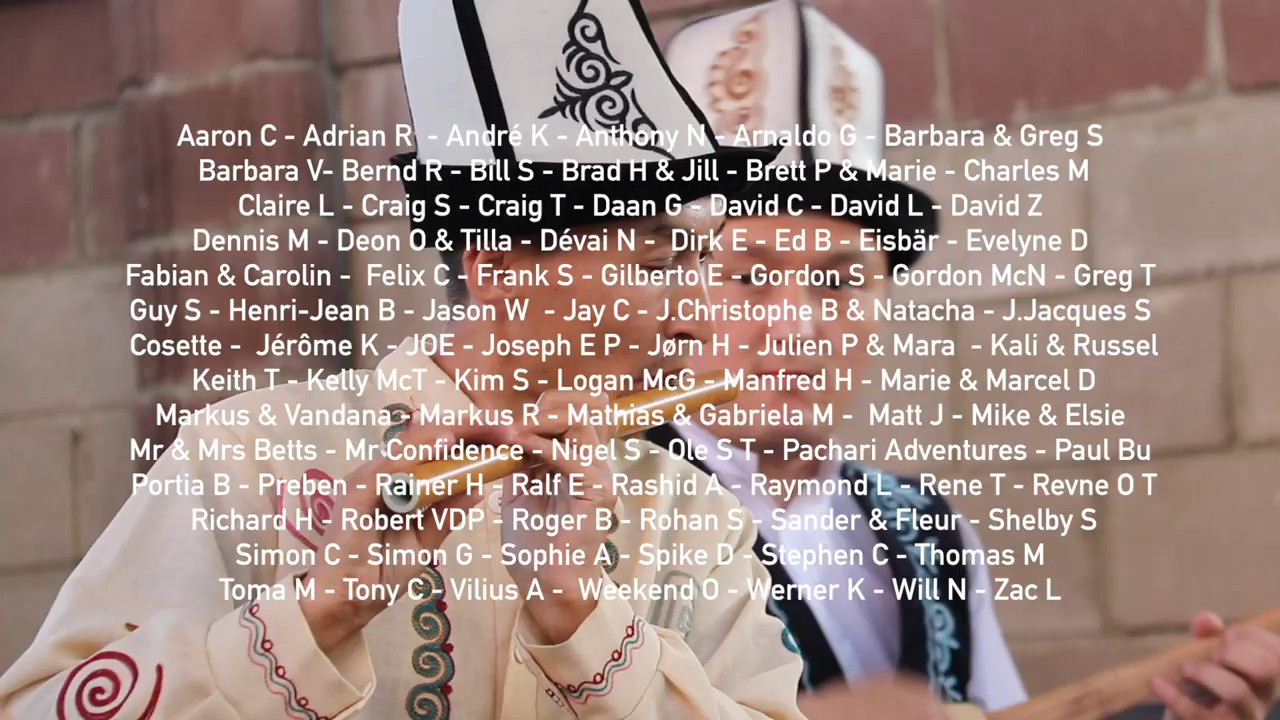 Aaron C - Adrian R - André K - Anthony N - Arnaldo G - Barbara & Greg S
Barbara V- Bernd R - Bill S - Brad H & Jill - Brett P & Marie - Charles M
Claire L - Craig S - Craig T - Daan G - David C - David L - David Z
Dennis M - Deon O & Tilla - Dévai N - Dirk E - Ed B - Eisbär - Evelyne D
Fabian & Carolin - Felix C - Frank S - Gilberto E - Gordon S - Gordon McN - Greg T
Guy S - Henri-Jean B - Jason W - Jay C - J.Christophe B & Natacha - J.Jacques S
Cosette - Jérôme K - JOE - Joseph E P - Jørn H - Julien P & Mara - Kali & Russel
Keith T - Kelly McT - Kim S - Logan McG - Manfred H - Marie & Marcel D
Markus & Vandana - Markus R - Mathias & Gabriela M - Matt J - Mike & Elsie
Mr & Mrs Betts - Mr Confidence - Nigel S - Ole S T - Pachari Adventures - Paul Bu
Portia B - Preben - Rainer H - Ralf E - Rashid A - Raymond L - Rene T - Revne O T
Richard H - Robert VDP - Roger B - Rohan S - Sander & Fleur - Shelby S
Simon C - Simon G - Sophie A - Spike D - Stephen C - Thomas M
Toma M - Tony C - Vilius A - Weekend O - Werner K - Will N - Zac L